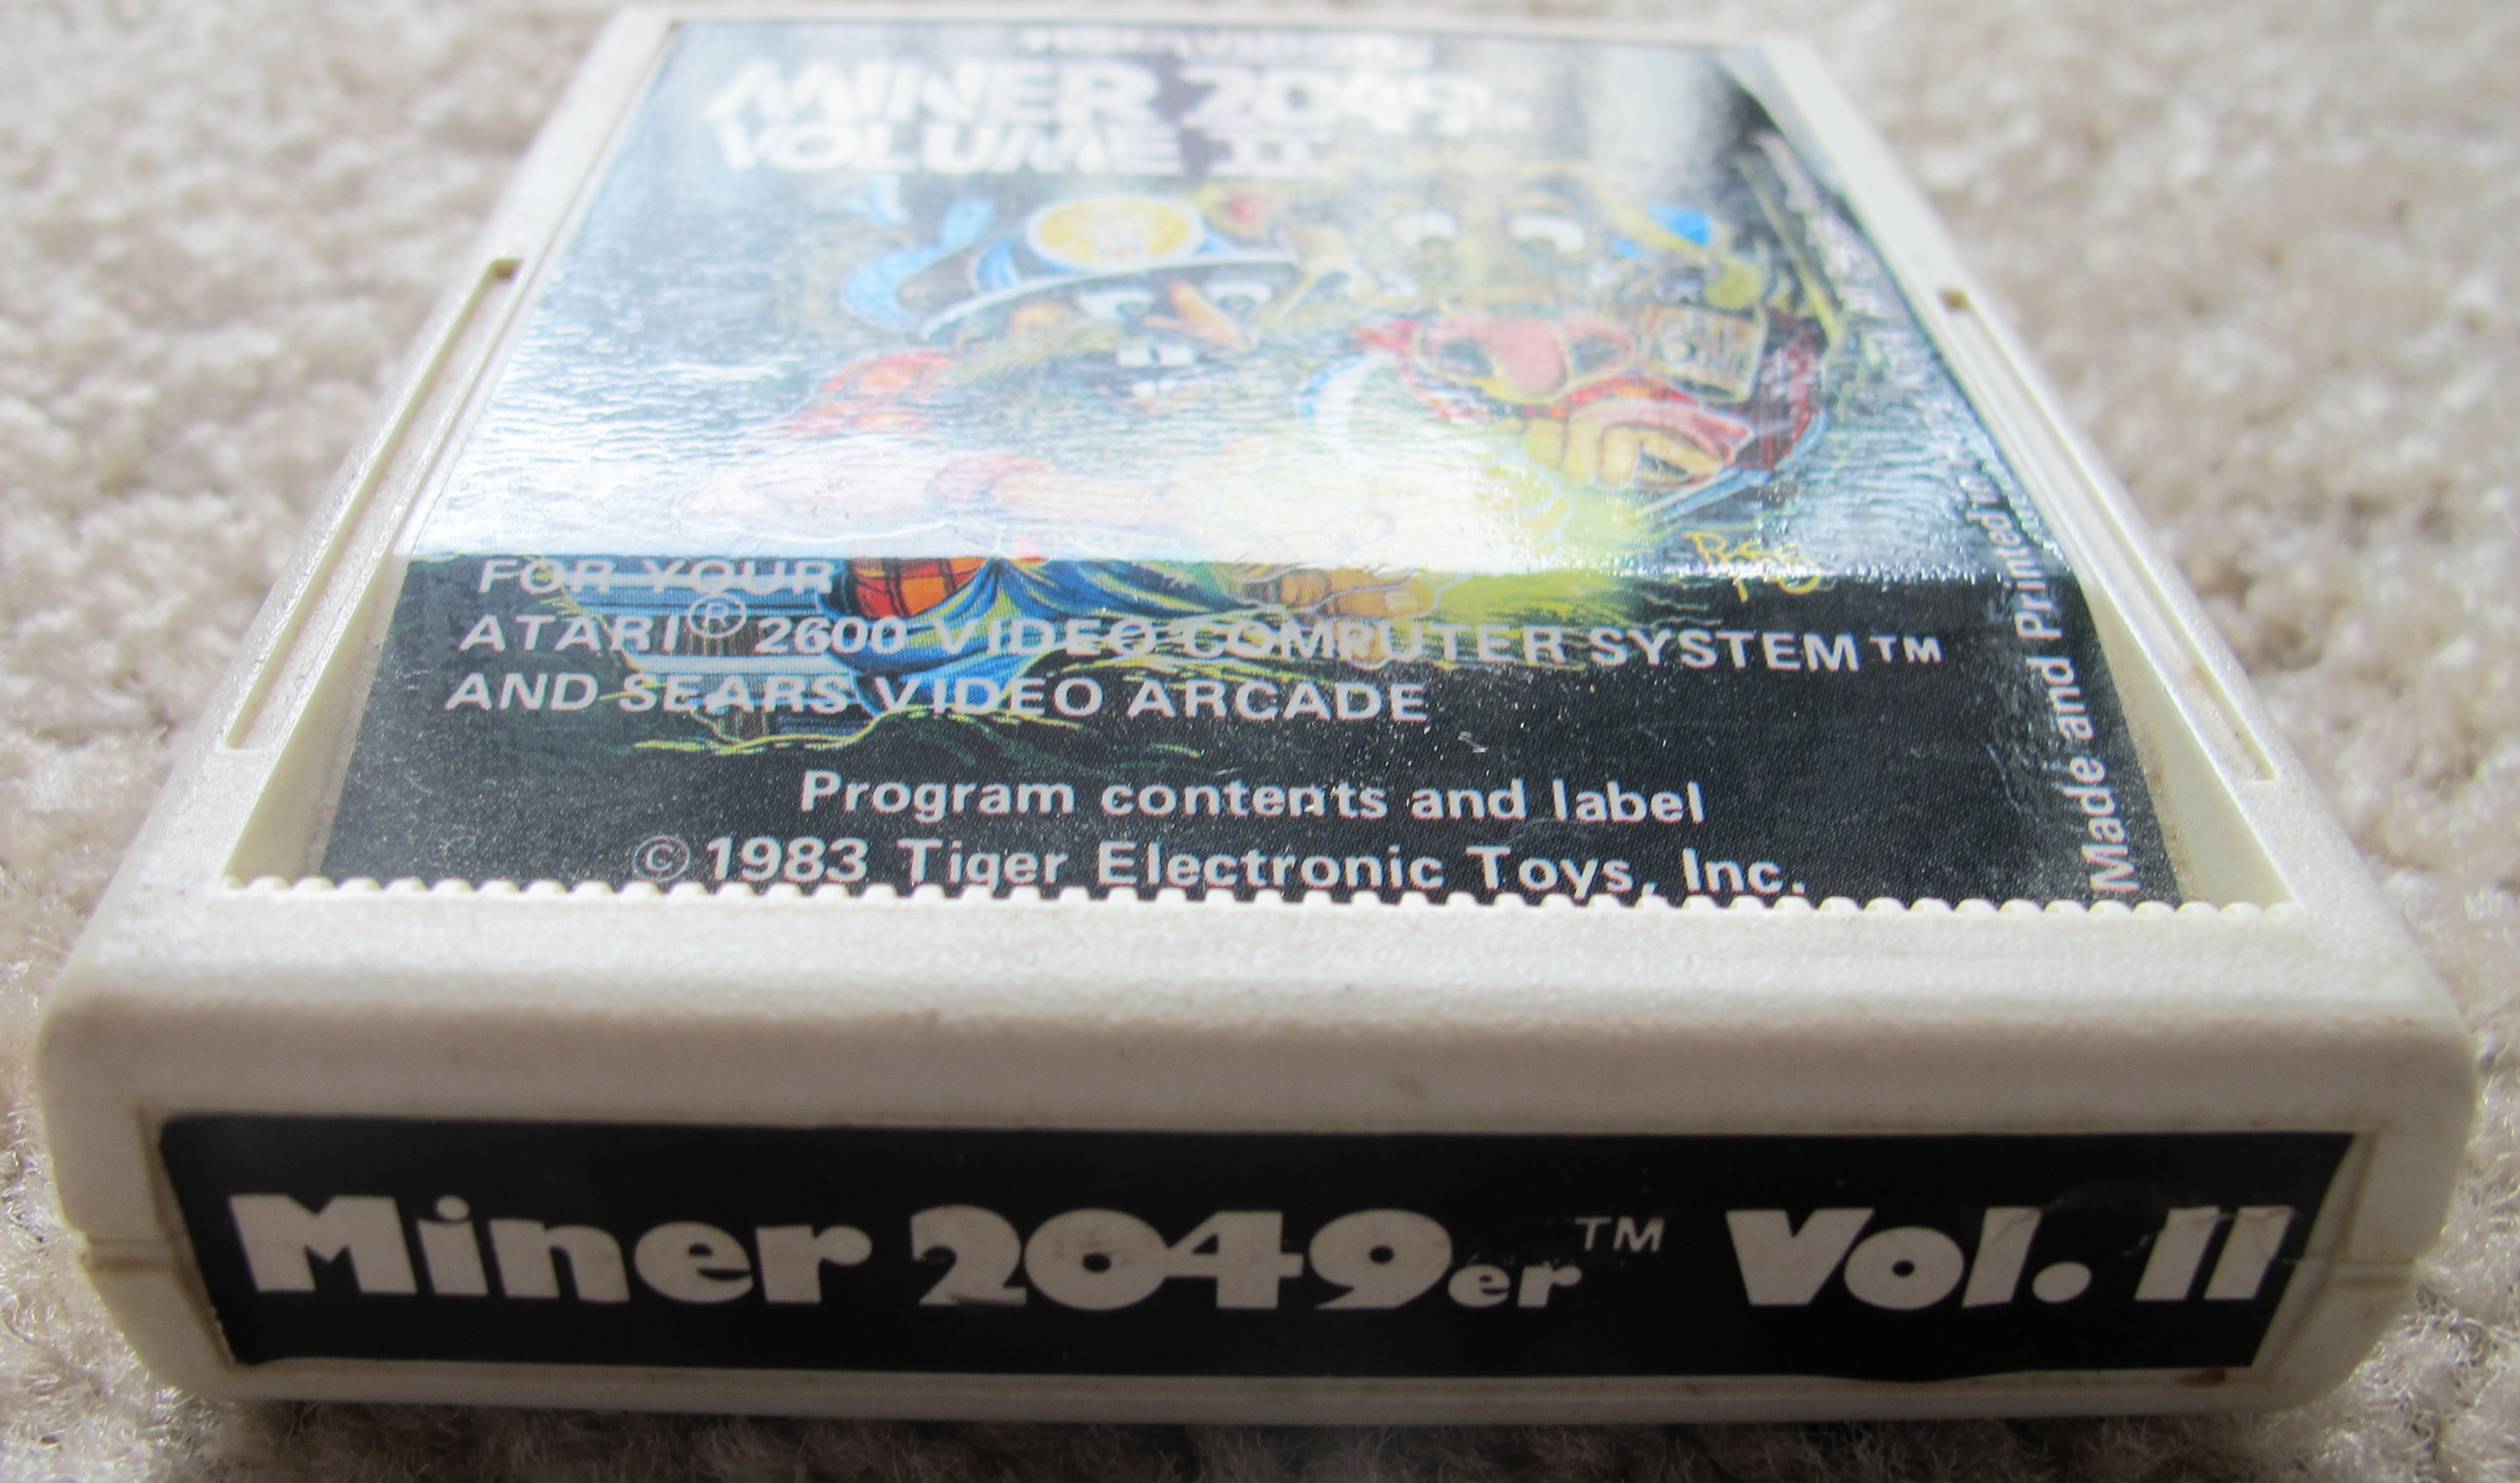 MINER 2049er
VOLUME II
FOR YOUR
ATARI® 2600 VIDEO COMPUTER SYSTEM™
AND SEARS VIDEO ARCADE
Program contents and label
©1983 Tiger Electronic Toys, Inc.
Made and Printed in
Miner 2049er™ Vol. II